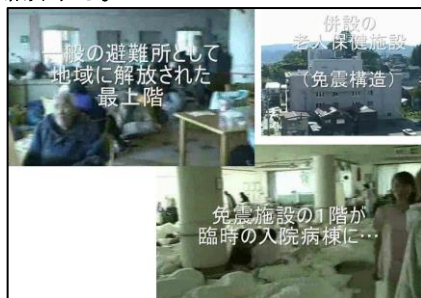 一般の避難所として
地域に解放された
最上階
併設の
老人保健施設
(免震構造)
免震施設の1階が
臨時の入院病棟に…